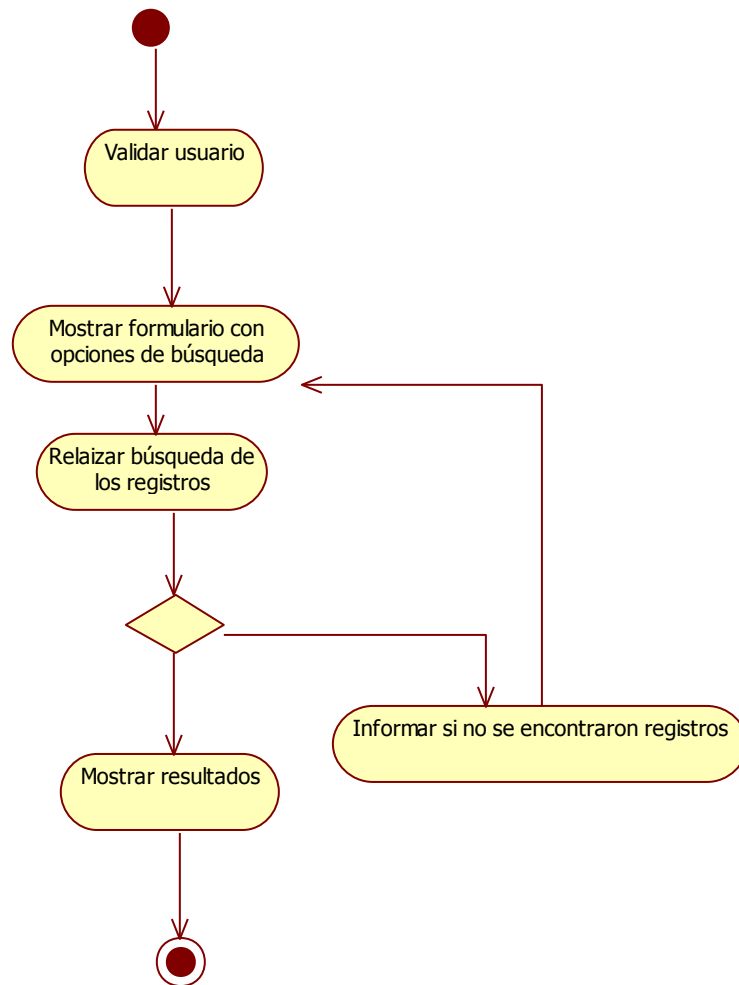 Validar usuario
Mostrar formulario con
opciones de búsqueda
Relaizar búsqueda de
los registros
Informar si no se encontraron registros
Mostrar resultados